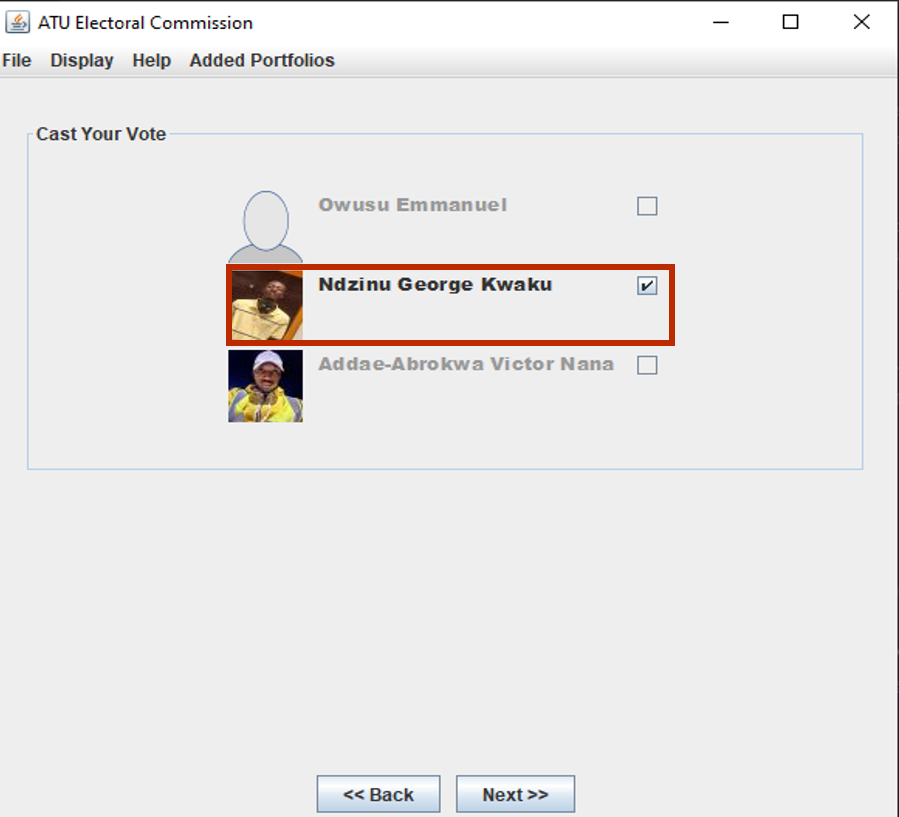 ATU Electoral Commission
File Display Help Added Portfolios
Cast Your Vote
Owusu Emmanuel
Ndzinu George Kwaku
Addae-Abrokwa Victor Nana
<< Back Next >>